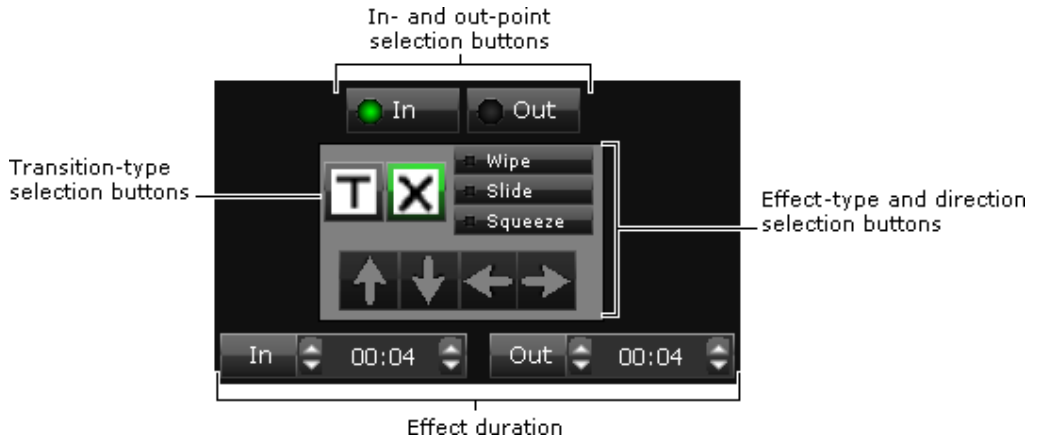 In- and out-point
selection buttons
In Out
Transition-type
selection buttons
T X
Wipe
Slide
Squeeze
Effect-type and direction
selection buttons
In 00:04 Out 00:04
Effect duration